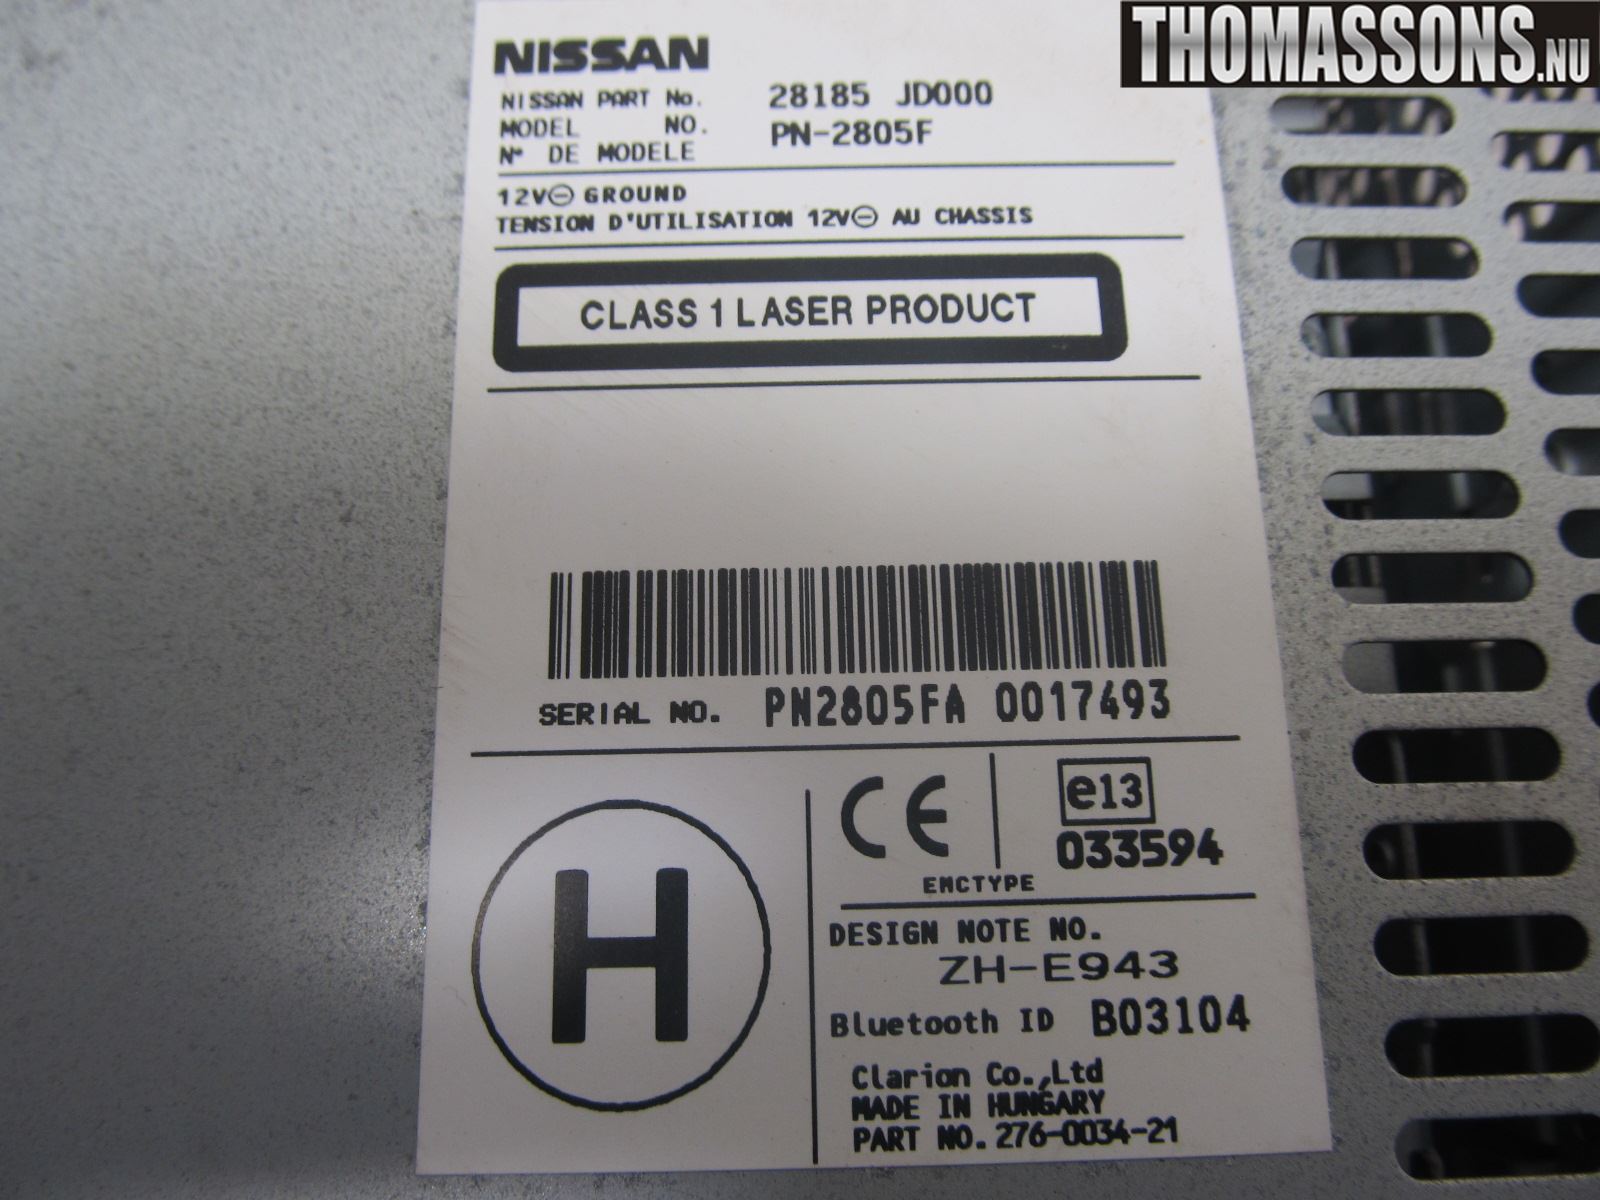 THOMASSONS.NU
NISSAN
NISSAN PART No. 28185 JD000
MODEL NO. PN-2805F
N° DE MODELE
12V⊖ GROUND
TENSION D'UTILISATION 12V⊖ AU CHASSIS
CLASS 1 LASER PRODUCT
SERIAL NO. PN2805FA 0017493
H
CE
EMCTYPE
e13
033594
DESIGN NOTE NO.
ZH-E943
Bluetooth ID B03104
Clarion Co.,Ltd
MADE IN HUNGARY
PART NO. 276-0034-21